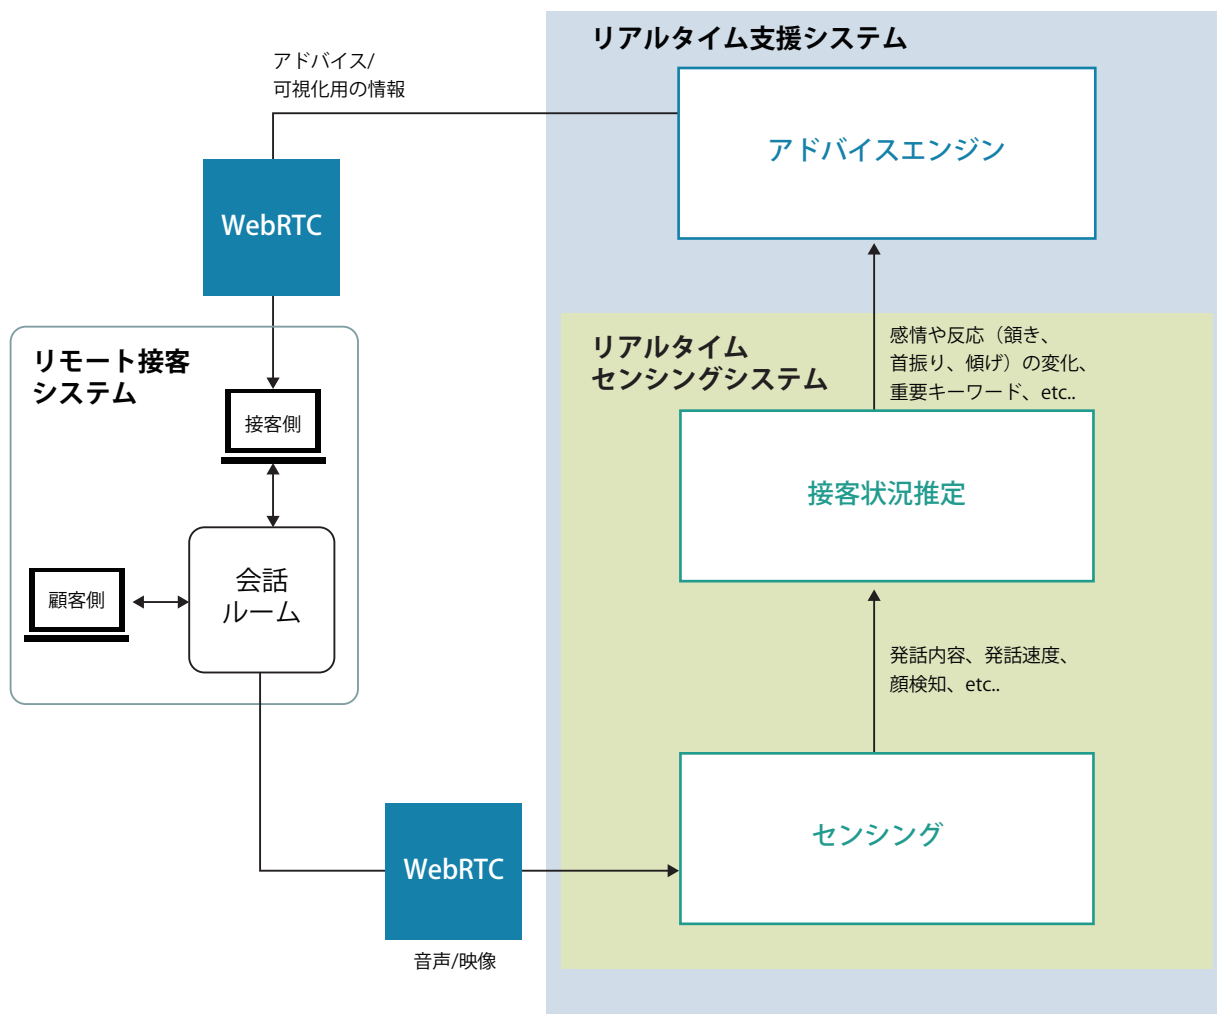 リアルタイム支援システム
アドバイス/
可視化用の情報
アドバイスエンジン
WebRTC
リモート接客
システム
接客側
会話
ルーム
顧客側
リアルタイム
センシングシステム
感情や反応（頷き、
首振り、傾げ）の変化、
重要キーワード、etc..
接客状況推定
発話内容、発話速度、
顔検知、etc..
センシング
WebRTC
音声/映像